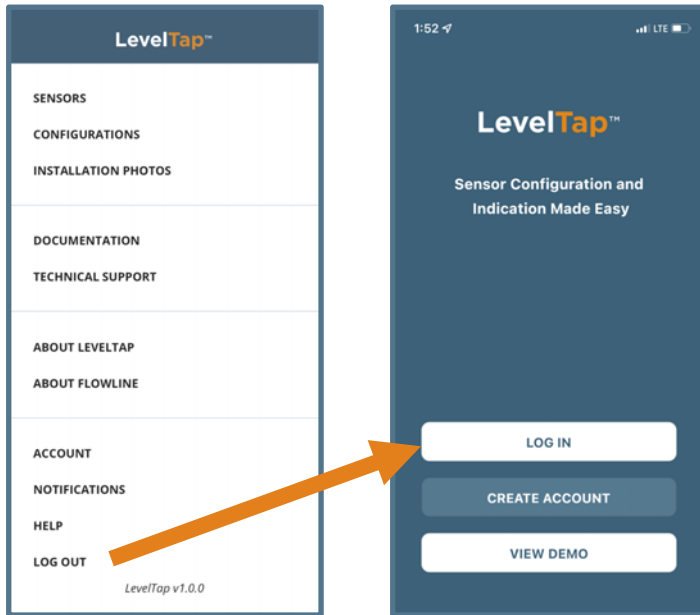 LevelTap™
SENSORS
CONFIGURATIONS
INSTALLATION PHOTOS
DOCUMENTATION
TECHNICAL SUPPORT
ABOUT LEVELTAP
ABOUT FLOWLINE
ACCOUNT
NOTIFICATIONS
HELP
LOG OUT
LevelTap v1.0.0
1:52 LTE
LevelTap™
Sensor Configuration and
Indication Made Easy
LOG IN
CREATE ACCOUNT
VIEW DEMO